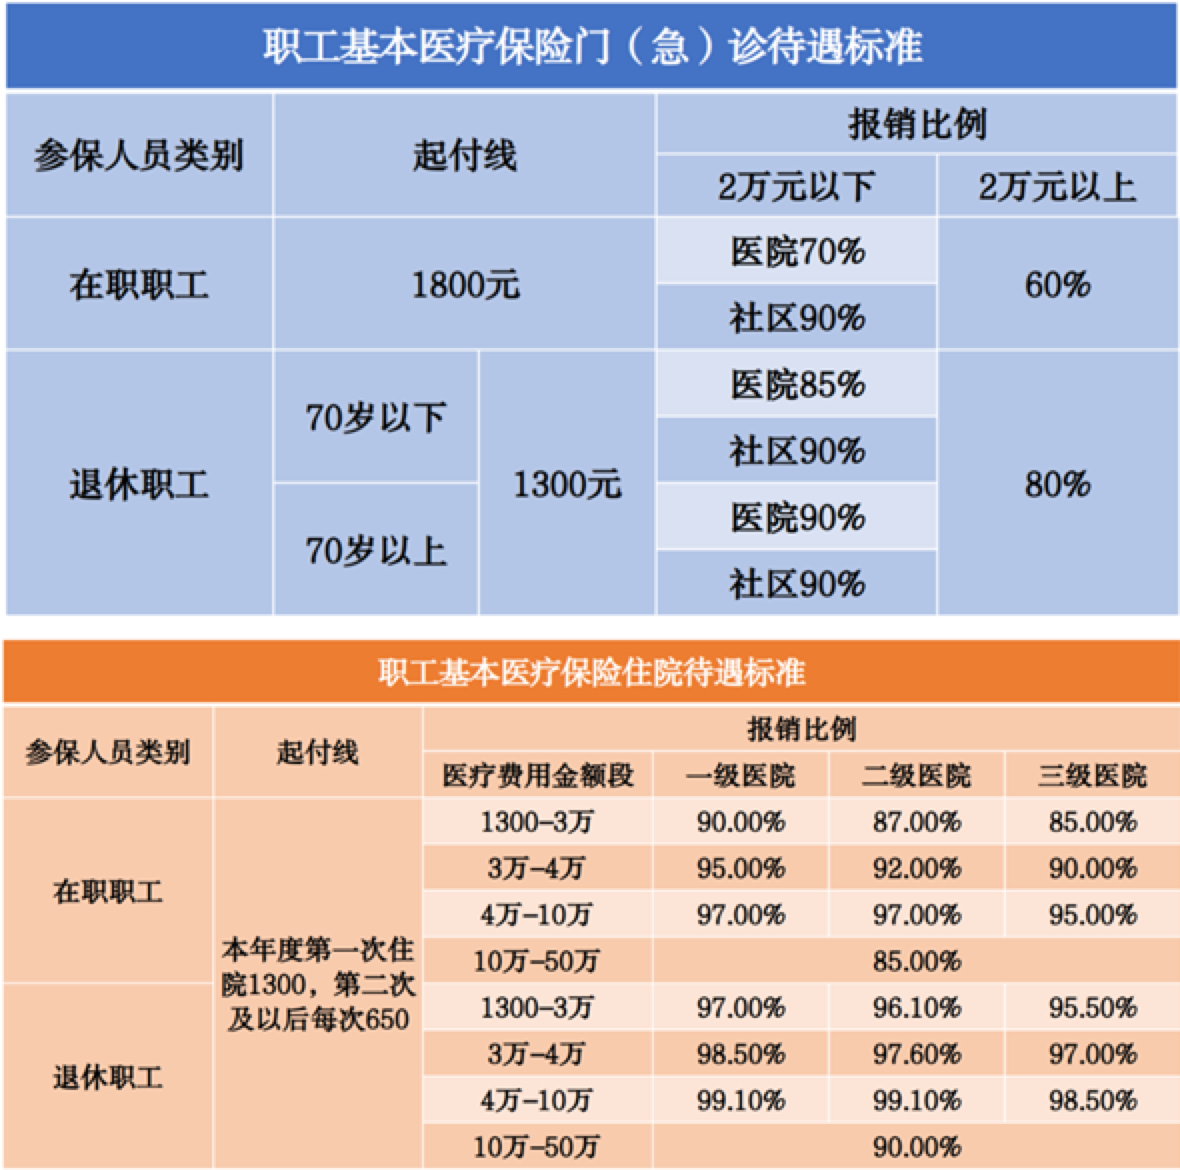 职工基本医疗保险门（急）诊待遇标准
参保人员类别
起付线
报销比例
2万元以下
2万元以上
在职职工
1800元
医院70%
社区90%
60%
退休职工
70岁以下
70岁以上
1300元
医院85%
社区90%
医院90%
社区90%
80%
职工基本医疗保险住院待遇标准
参保人员类别
起付线
报销比例
医疗费用金额段
一级医院
二级医院
三级医院
在职职工
本年度第一次住
院1300，第二次
及以后每次650
1300-3万
90.00%
87.00%
85.00%
3万-4万
95.00%
92.00%
90.00%
4万-10万
97.00%
97.00%
95.00%
10万-50万
85.00%
退休职工
1300-3万
97.00%
96.10%
95.50%
3万-4万
98.50%
97.60%
97.00%
4万-10万
99.10%
99.10%
98.50%
10万-50万
90.00%